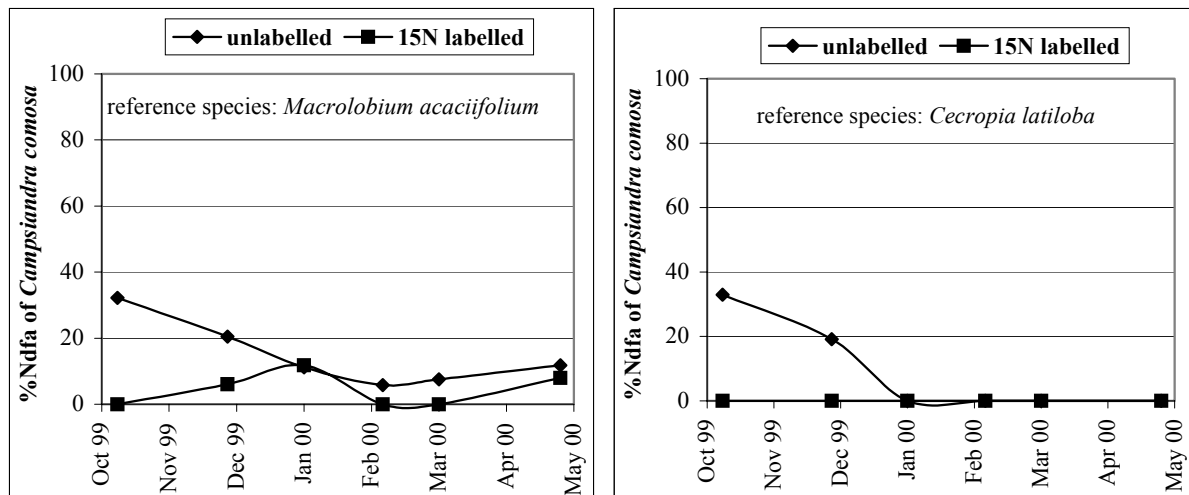 unlabelled 15N labelled
%Ndfa of Campsiandra comosa
100
80
60
40
20
0
reference species: Macrolobium acaciifolium
Oct 99
Nov 99
Dec 99
Jan 00
Feb 00
Mar 00
Apr 00
May 00
unlabelled 15N labelled
%Ndfa of Campsiandra comosa
100
80
60
40
20
0
reference species: Cecropia latiloba
Oct 99
Nov 99
Dec 99
Jan 00
Feb 00
Mar 00
Apr 00
May 00